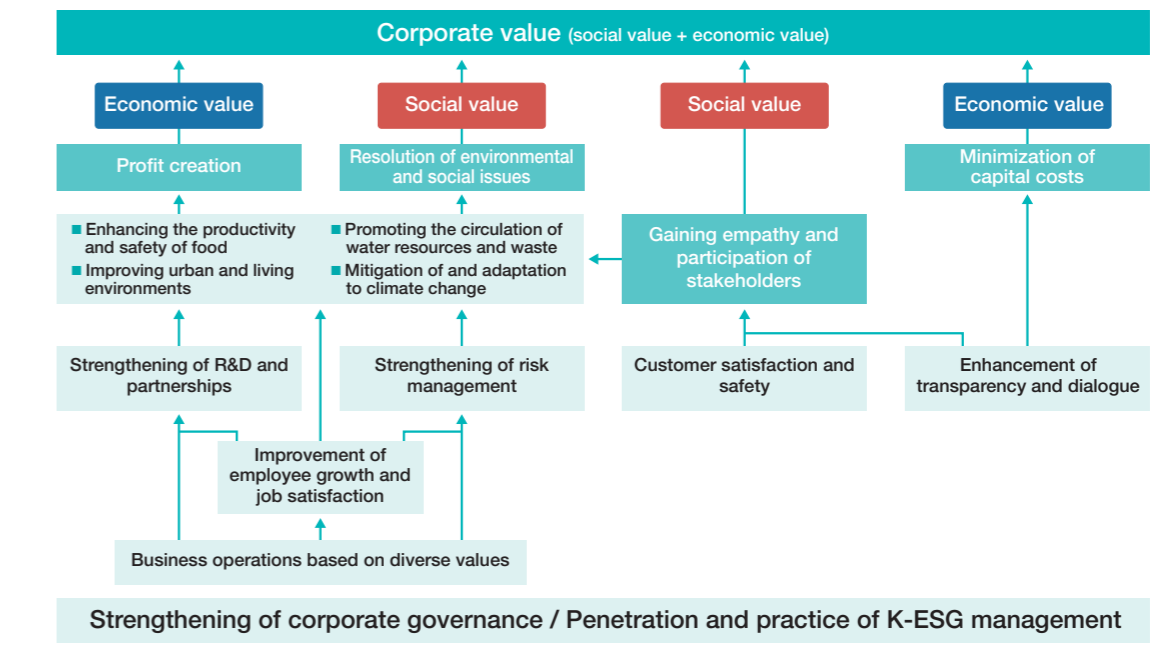 Corporate value (social value + economic value)
Economic value
Social value
Social value
Economic value
Profit creation
Resolution of environmental
and social issues
Minimization of
capital costs
■ Enhancing the productivity
and safety of food
■ Improving urban and living
environments
■ Promoting the circulation of
water resources and waste
■ Mitigation of and adaptation
to climate change
Gaining empathy and
participation of
stakeholders
Strengthening of R&D and
partnerships
Strengthening of risk
management
Customer satisfaction and
safety
Enhancement of
transparency and dialogue
Improvement of
employee growth and
job satisfaction
Business operations based on diverse values
Strengthening of corporate governance / Penetration and practice of K-ESG management